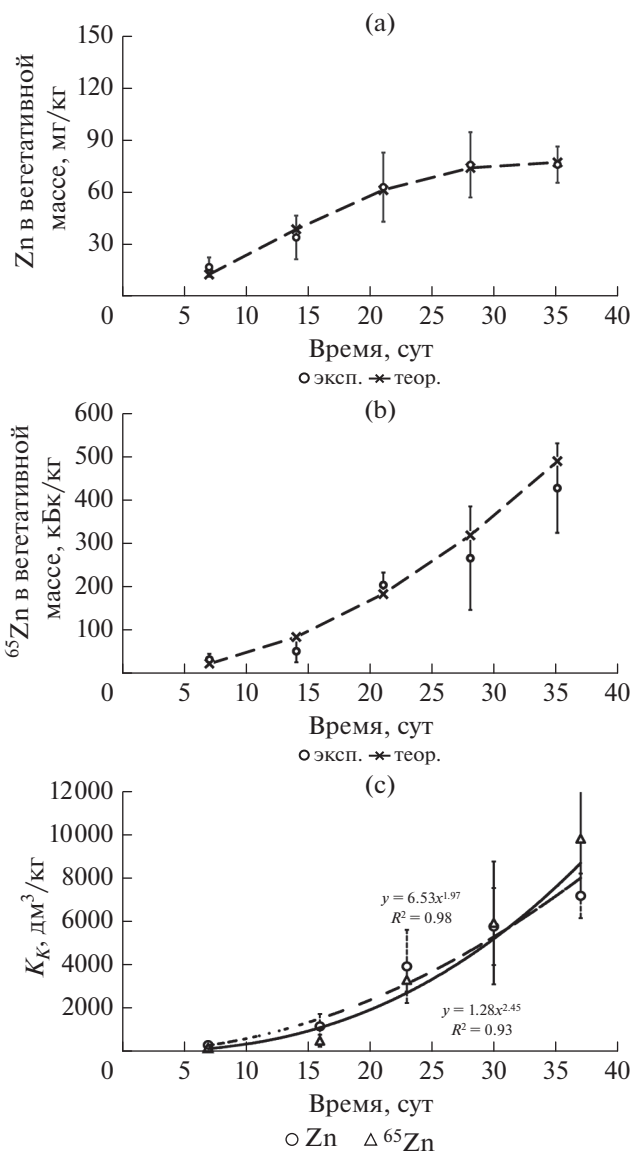 (a)
Zn в вегетативной
массе, мг/кг
150
120
90
60
30
0 5 10 15 20 25 30 35 40
Время, сут
эксп. теор.
(b)
⁶⁵Zn в вегетативной
массе, кБк/кг
600
500
400
300
200
100
0 5 10 15 20 25 30 35 40
Время, сут
эксп. теор.
(c)
K_K, дм³/кг
12000
10000
8000
6000
4000
2000
y = 6.53x^1.97
R² = 0.98
y = 1.28x^2.45
R² = 0.93
0 5 10 15 20 25 30 35 40
Время, сут
Zn ⁶⁵Zn